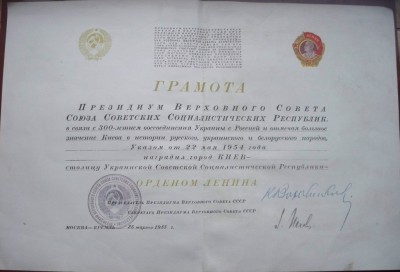 ГРАМОТА
Президиум Верховного Совета
Союза Советских Социалистических Республик,
в связи с 300-летием воссоединения Украины с Россией и отмечая большое
значение Киева в истории русского, украинского и белорусского народов,
Указом от 22 мая 1954 года
наградил город КИЕВ—
столицу Украинской Советской Социалистической Республики—
ОРДЕНОМ ЛЕНИНА
Председатель Президиума Верховного Совета СССР
Секретарь Президиума Верховного Совета СССР
Москва—Кремль